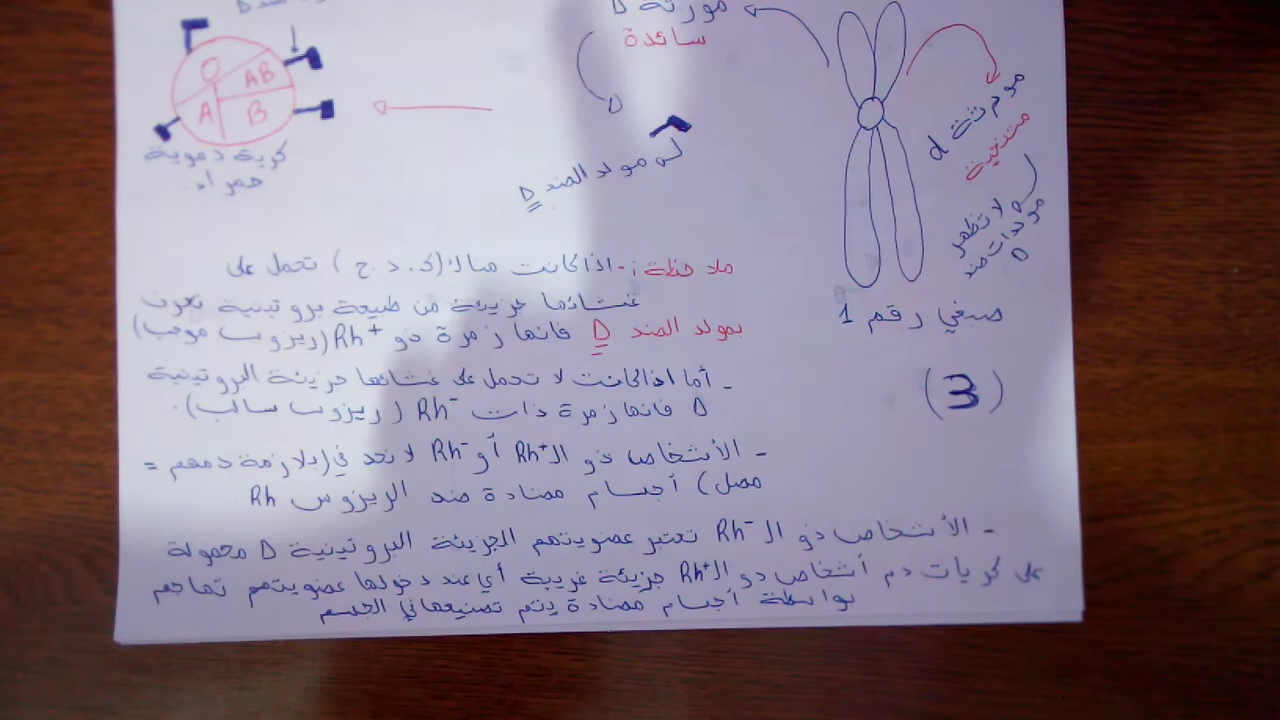 مورثة D
سائدة
مورثة d
متنحية
لا تظهر
مولدات ضد
D
مولد الضد D
O
AB
A
B
كرية دموية
حمراء
صبغي رقم 1
(3)
ملاحظة :- اذا كانت هناك (ك . د . ح ) تحمل على
غشائها جزيئة من طبيعة بروتينية تعرف
بمولد الضد D فانها زمرة ذو Rh+ (ريزوس موجب)
- أما اذا كانت لا تحمل على غشائها جزيئة البروتينية
D فانها زمرة ذات Rh- (ريزوس سالب).
- الأشخاص ذو الـ Rh+ أو Rh- لا نجد في (بلازمة دمهم =
مصل) أجسام مضادة ضد الريزوس Rh
- الأشخاص ذو الـ Rh- تعتبر عضويتهم الجزيئة البروتينية D محمولة
على كريات دم أشخاص ذو الـ Rh+ جزيئة غريبة أي عند دخولها عضويتهم تهاجم
بواسطة أجسام مضادة يتم تصنيعها في الجسم